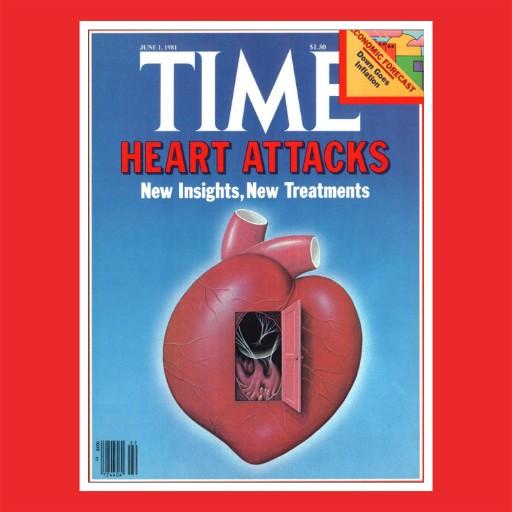 JUNE 1, 1981
$1.50
ECONOMIC FORECAST
Down Goes
Inflation
TIME
HEART ATTACKS
New Insights, New Treatments